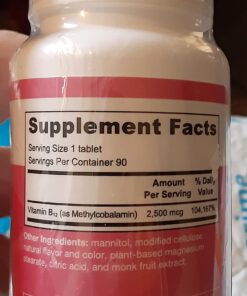 Supplement Facts
Serving Size 1 tablet
Servings Per Container 90
Amount % Daily
Per Serving Value
Vitamin B12 (as Methylcobalamin) 2,500 mcg 104,167%
Other Ingredients: mannitol, modified cellulose,
natural flavor and color, plant-based magnesium
stearate, citric acid, and monk fruit extract.